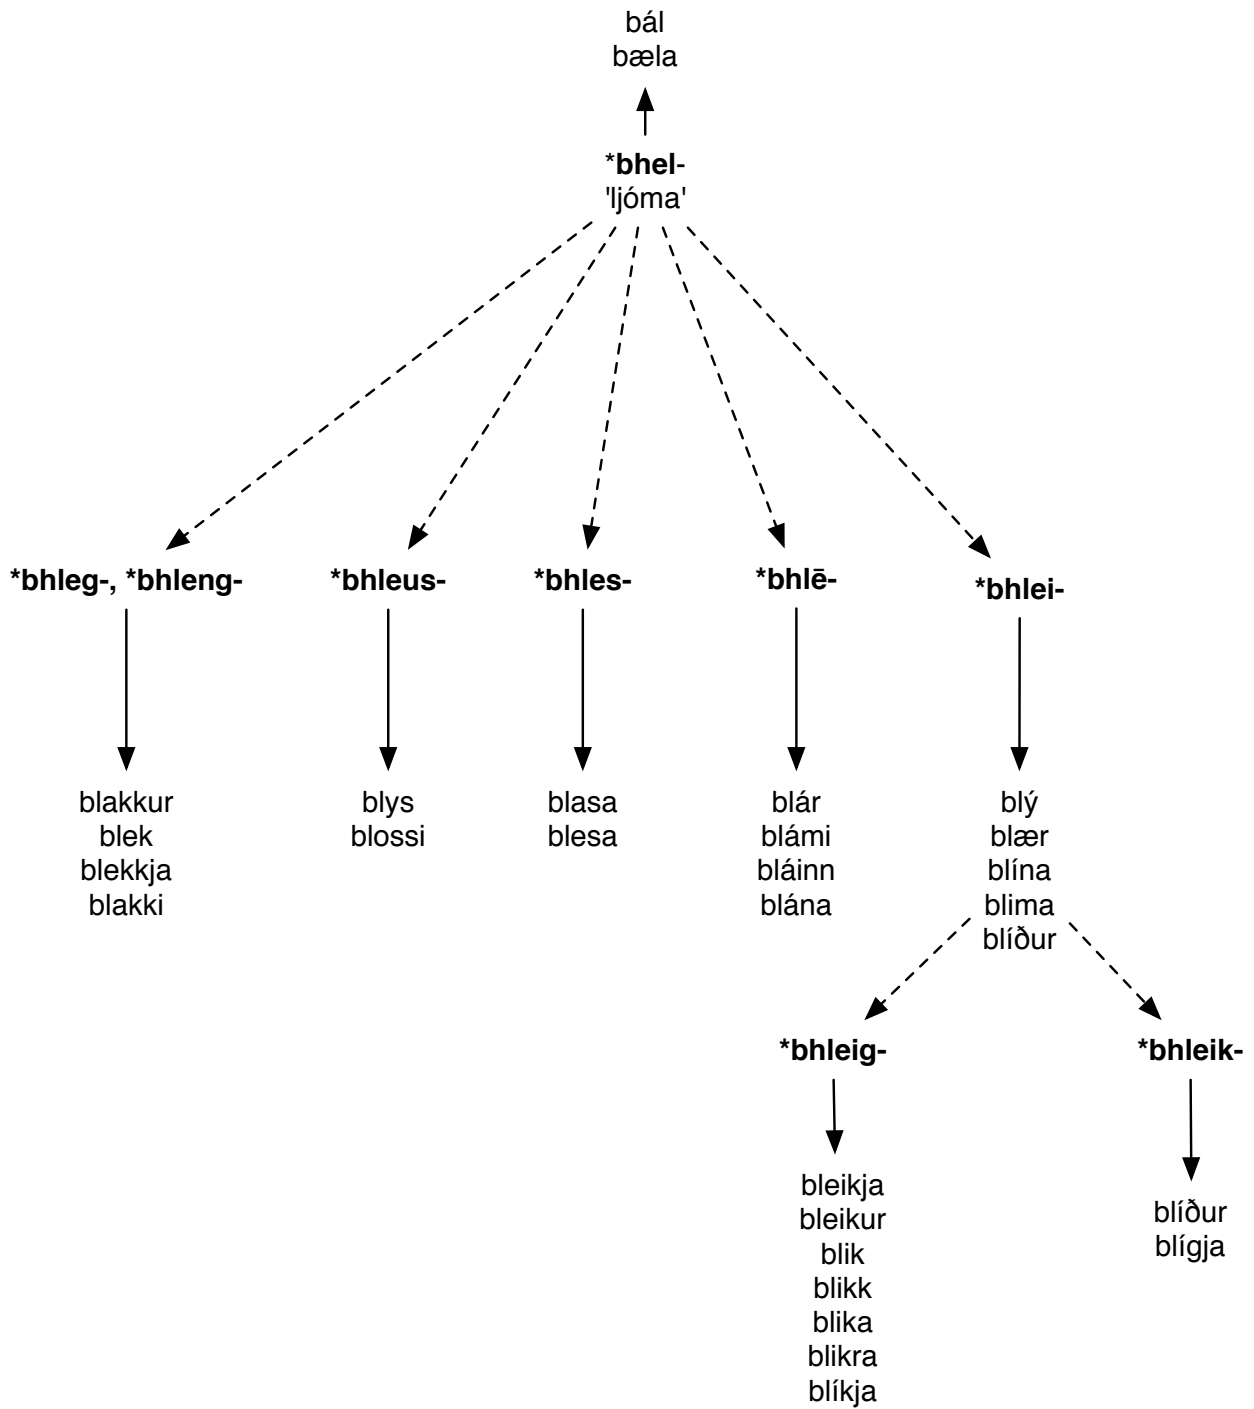 bál
bæla
*bhel-
'ljóma'
*bhleg-, *bhleng-
*bhleus-
*bhles-
*bhlē-
*bhlei-
blakkur
blek
blekkja
blakki
blys
blossi
blasa
blesa
blár
blámi
bláinn
blána
blý
blær
blína
blima
blíður
*bhleig-
*bhleik-
bleikja
bleikur
blik
blikk
blika
blikra
blíkja
blíður
blígja